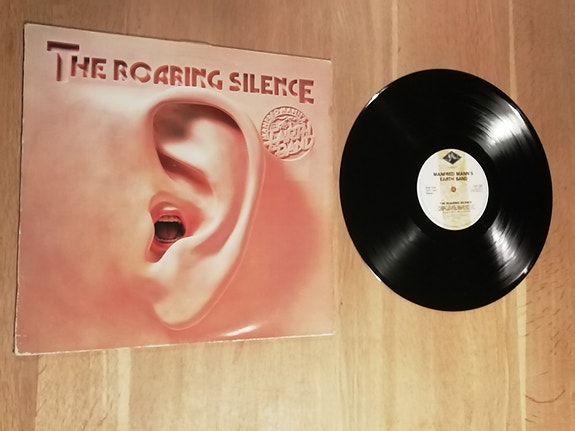 THE ROARING SILENCE
MANFRED MANN'S
EARTH BAND
MANFRED MANN'S
EARTH BAND
THE ROARING SILENCE